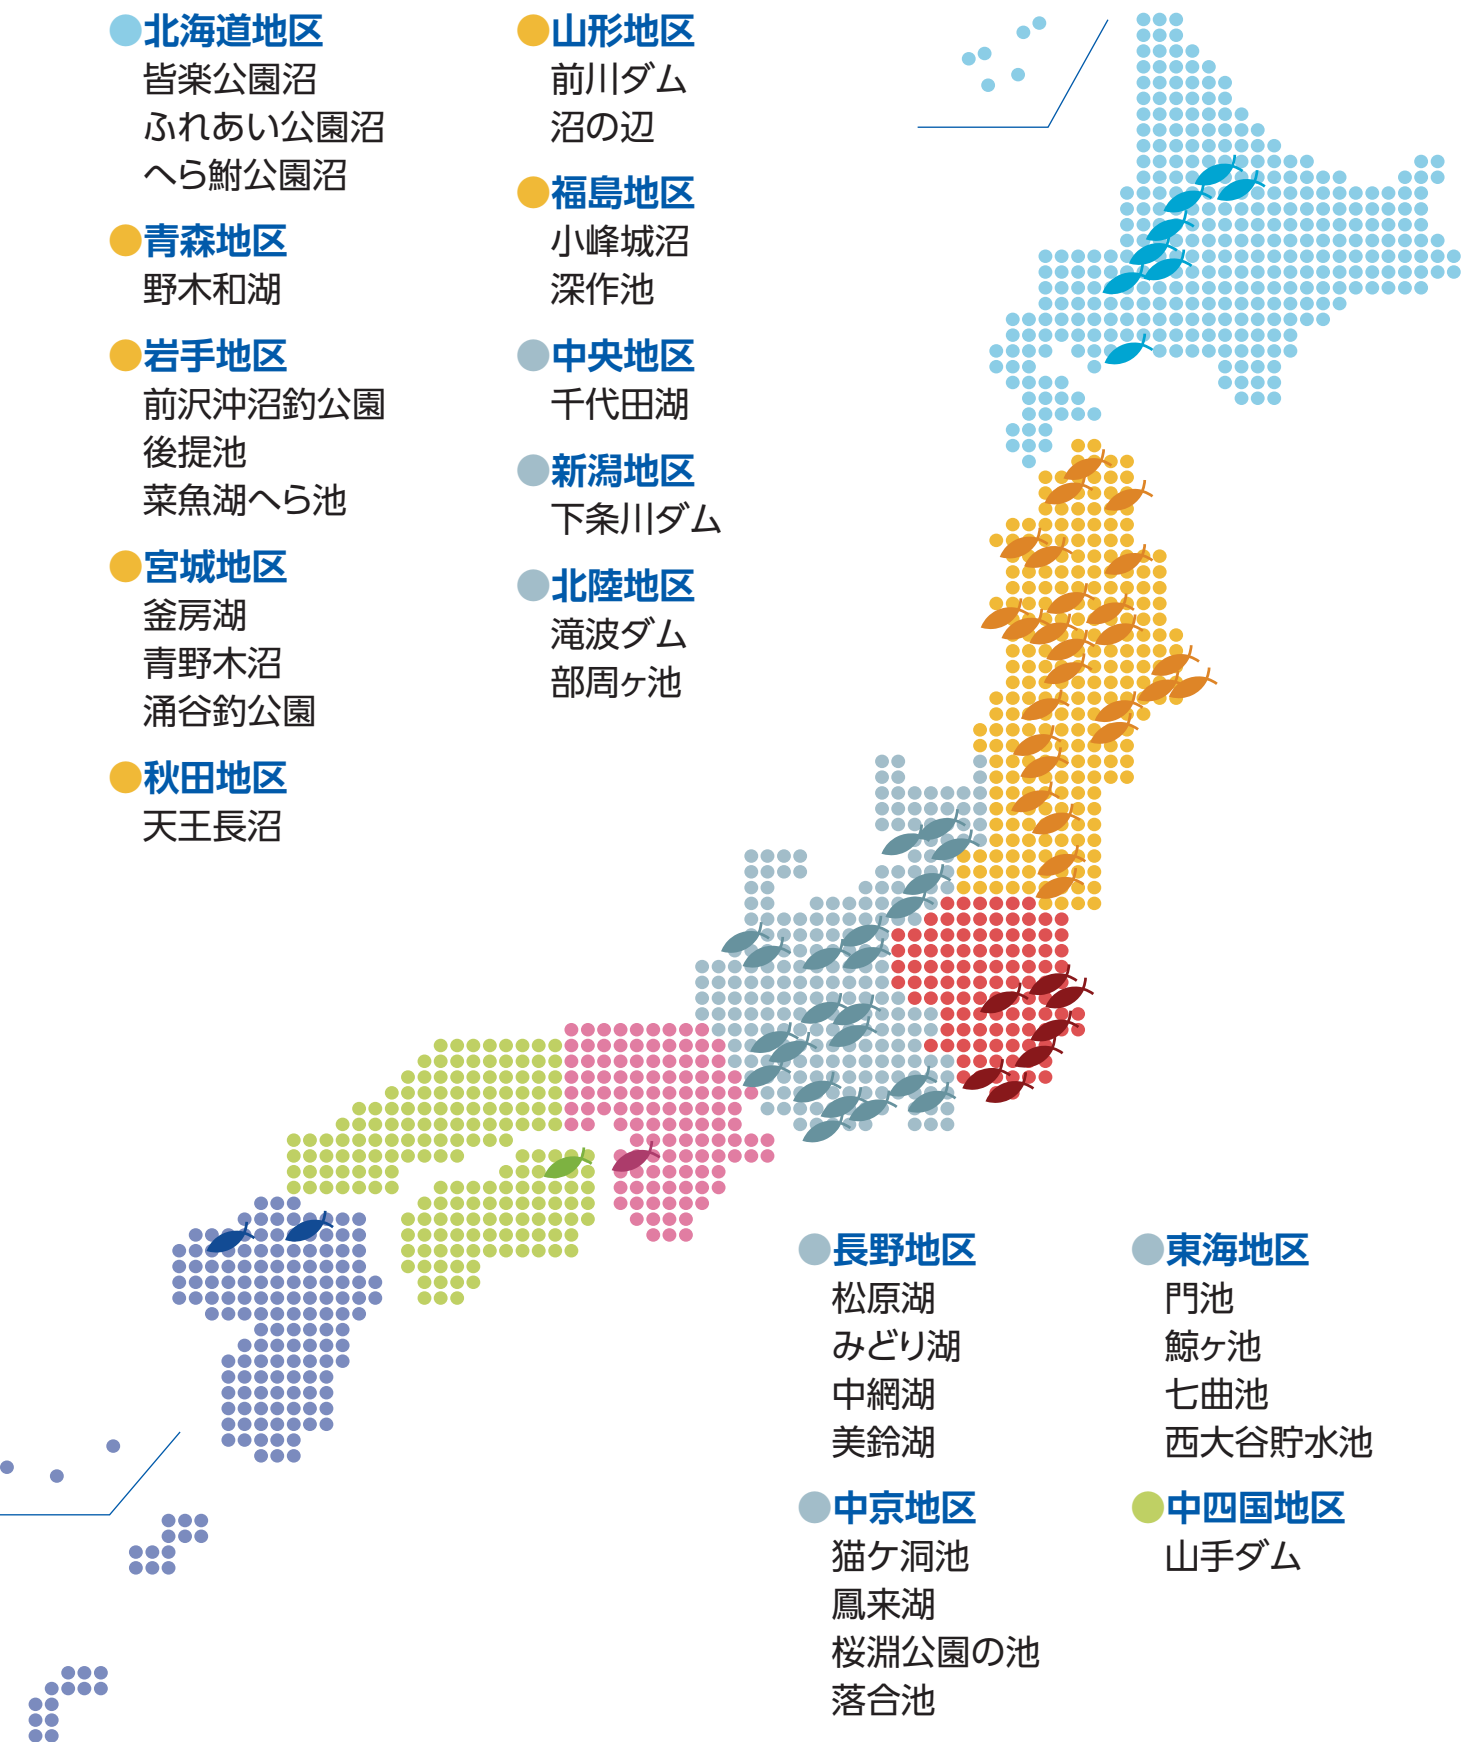 ●北海道地区
皆楽公園沼
ふれあい公園沼
へら鮒公園沼
●青森地区
野木和湖
●岩手地区
前沢沖沼釣公園
後提池
菜魚湖へら池
●宮城地区
釜房湖
青野木沼
涌谷釣公園
●秋田地区
天王長沼
●山形地区
前川ダム
沼の辺
●福島地区
小峰城沼
深作池
●中央地区
千代田湖
●新潟地区
下条川ダム
●北陸地区
滝波ダム
部周ヶ池
●長野地区
松原湖
みどり湖
中綱湖
美鈴湖
●中京地区
猫ケ洞池
鳳来湖
桜淵公園の池
落合池
●東海地区
門池
鯨ヶ池
七曲池
西大谷貯水池
●中四国地区
山手ダム